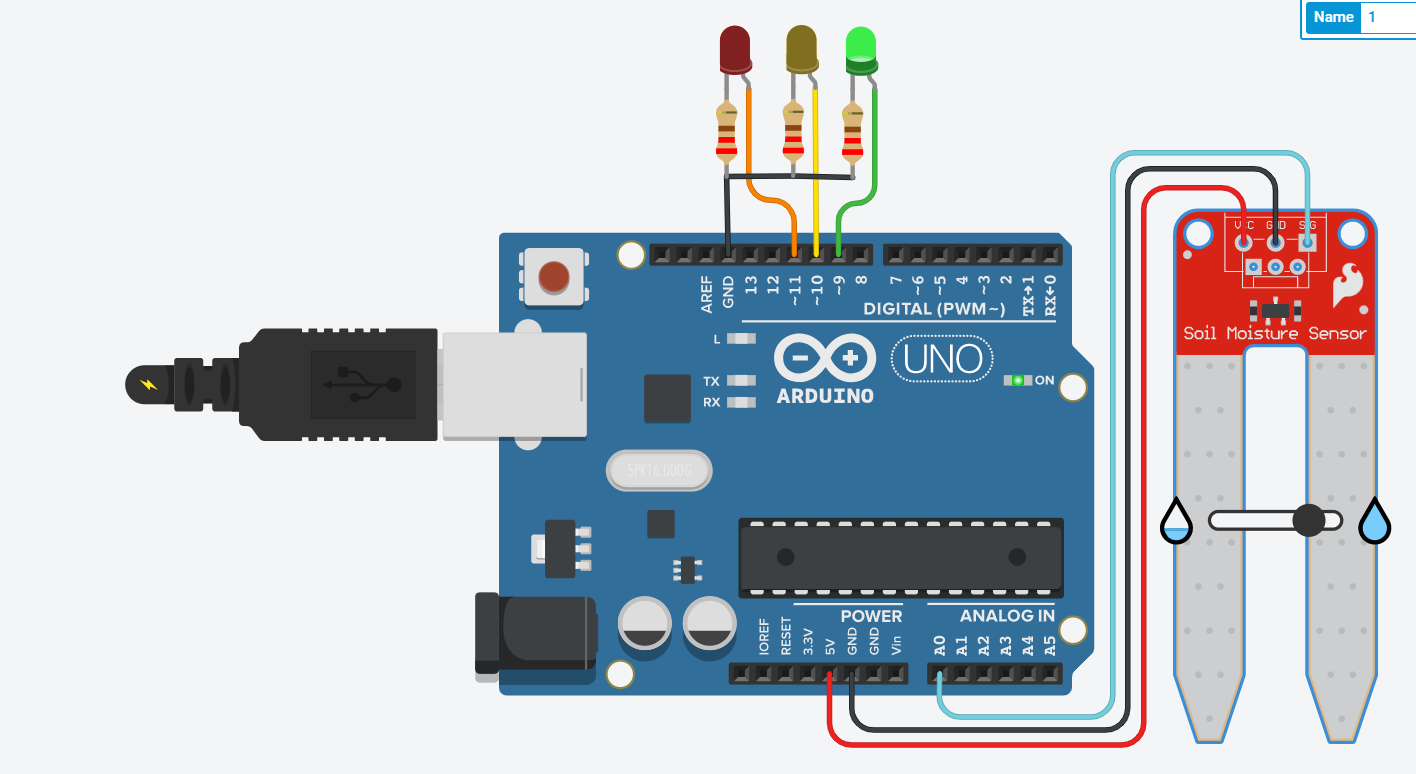 Name 1
VCC GND SIG
AREF
GND
13
12
~11
~10
~9
8
7
~6
~5
4
~3
2
TX→1
RX←0
DIGITAL (PWM~)
L
TX
RX
UNO
ARDUINO
ON
Soil Moisture Sensor
SPK16.000G
POWER
ANALOG IN
IOREF
RESET
3.3V
5V
GND
GND
Vin
A0
A1
A2
A3
A4
A5